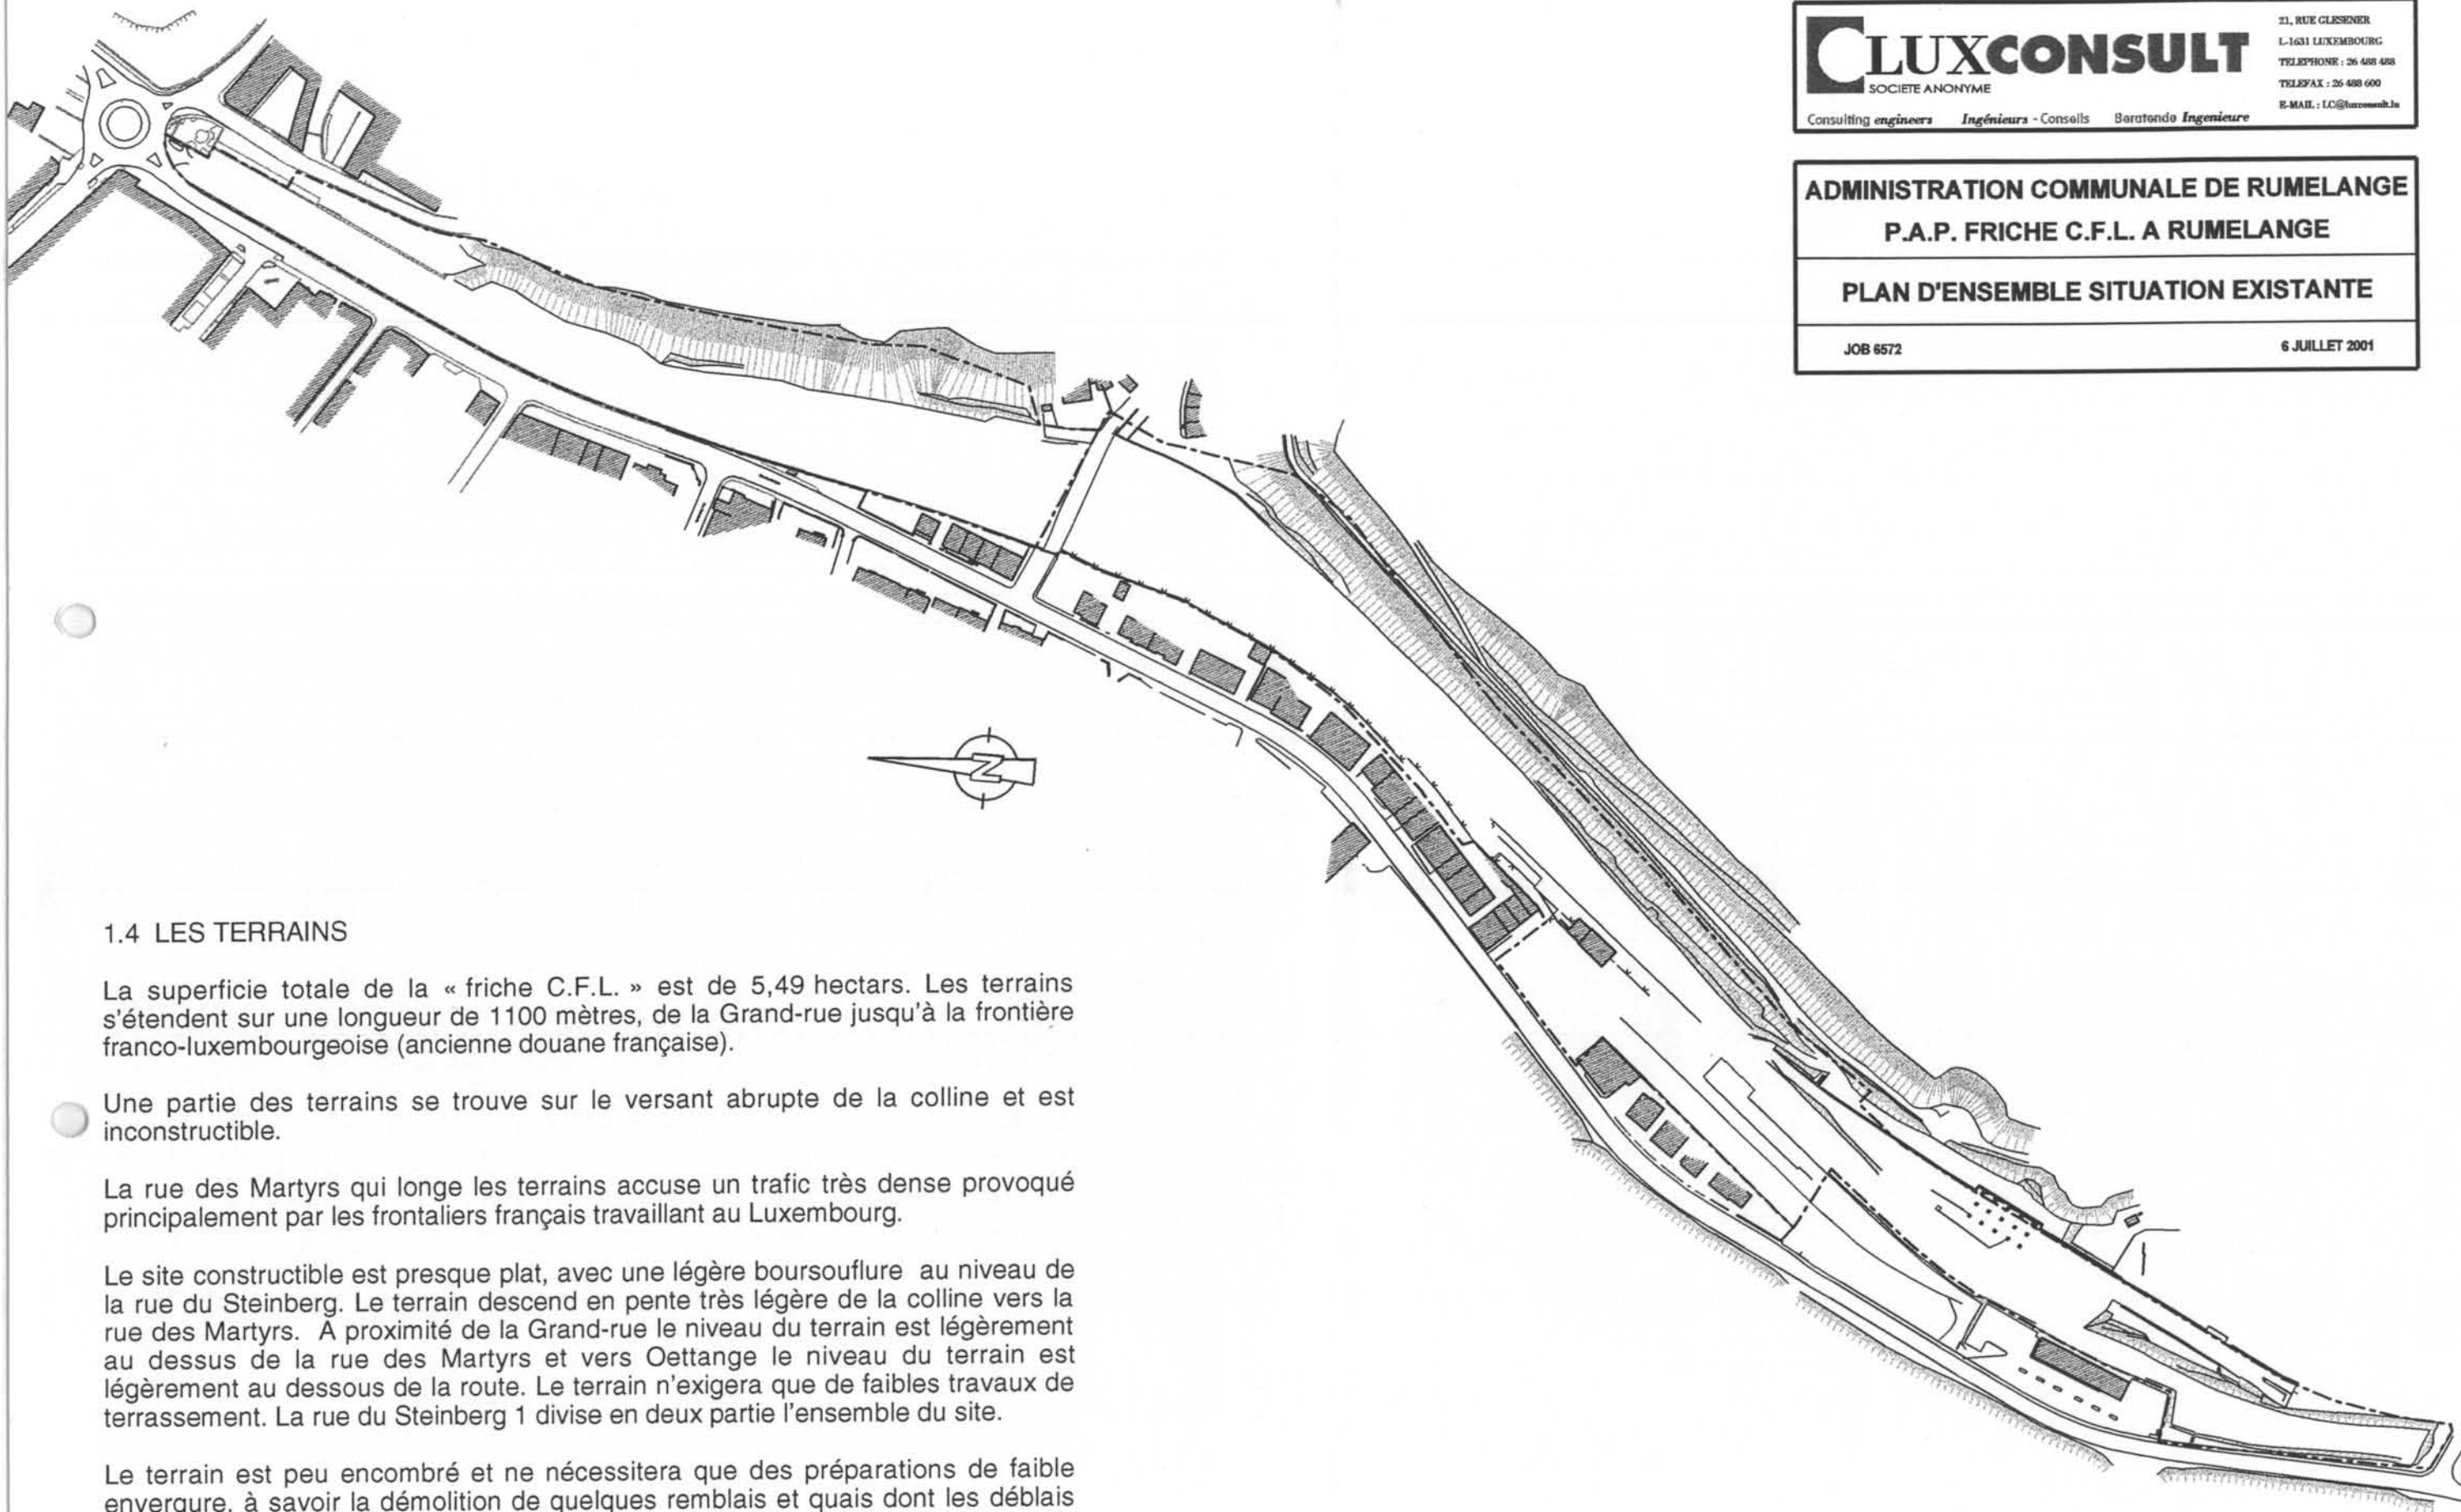 LUXCONSULT
SOCIETE ANONYME
21, RUE GLESENER
L-1631 LUXEMBOURG
TELEPHONE : 26 488 488
TELEFAX : 26 488 600
E-MAIL : LC@luxconsult.lu
Consulting engineers Ingénieurs - Conseils Beratende Ingenieure
ADMINISTRATION COMMUNALE DE RUMELANGE
P.A.P. FRICHE C.F.L. A RUMELANGE
PLAN D'ENSEMBLE SITUATION EXISTANTE
JOB 6572 6 JUILLET 2001
N
1.4 LES TERRAINS
La superficie totale de la « friche C.F.L. » est de 5,49 hectars. Les terrains
s'étendent sur une longueur de 1100 mètres, de la Grand-rue jusqu'à la frontière
franco-luxembourgeoise (ancienne douane française).
Une partie des terrains se trouve sur le versant abrupte de la colline et est
inconstructible.
La rue des Martyrs qui longe les terrains accuse un trafic très dense provoqué
principalement par les frontaliers français travaillant au Luxembourg.
Le site constructible est presque plat, avec une légère boursouflure au niveau de
la rue du Steinberg. Le terrain descend en pente très légère de la colline vers la
rue des Martyrs. A proximité de la Grand-rue le niveau du terrain est légèrement
au dessus de la rue des Martyrs et vers Oettange le niveau du terrain est
légèrement au dessous de la route. Le terrain n'exigera que de faibles travaux de
terrassement. La rue du Steinberg 1 divise en deux partie l'ensemble du site.
Le terrain est peu encombré et ne nécessitera que des préparations de faible
envergure, à savoir la démolition de quelques remblais et quais dont les déblais